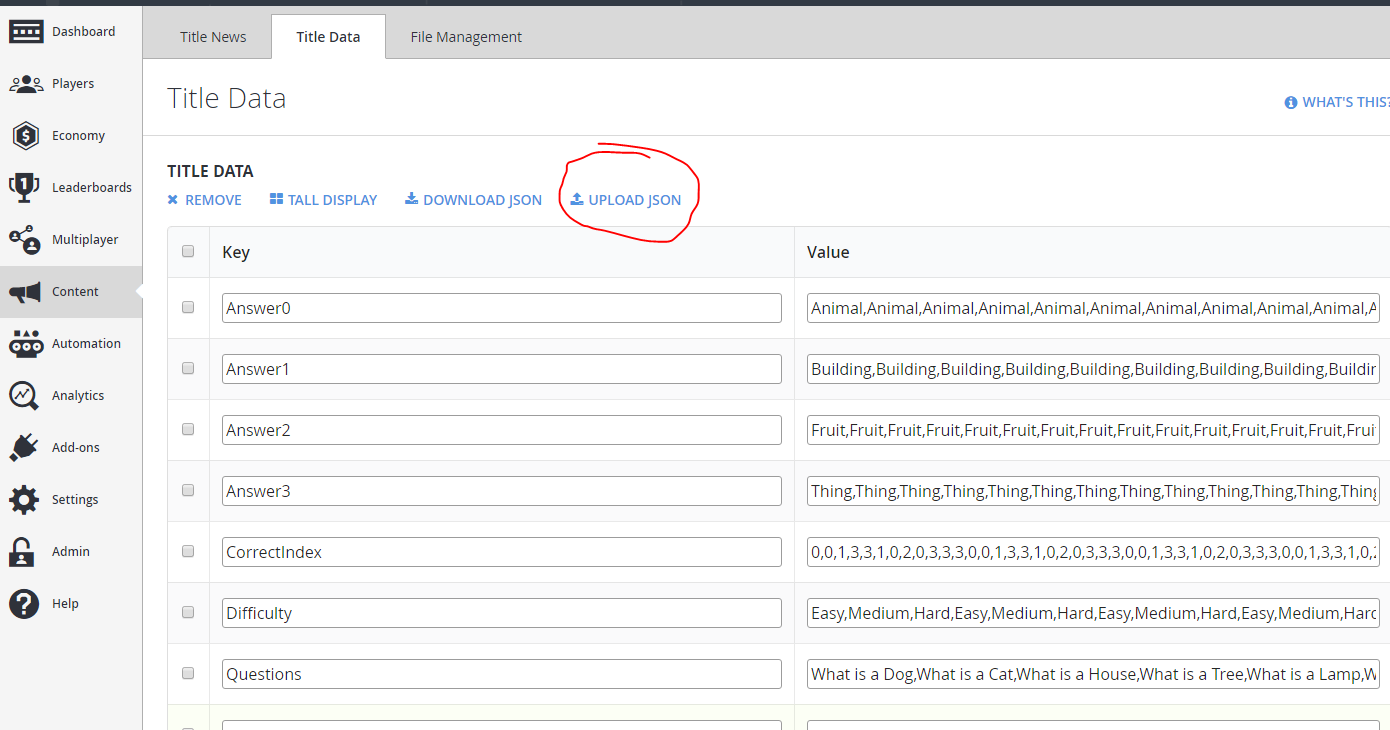 Title News Title Data File Management
Dashboard
Players
Economy
Leaderboards
Multiplayer
Content
Automation
Analytics
Add-ons
Settings
Admin
Help
Title Data
WHAT'S THIS?
TITLE DATA
REMOVE TALL DISPLAY DOWNLOAD JSON UPLOAD JSON
Key Value
Answer0 Animal,Animal,Animal,Animal,Animal,Animal,Animal,Animal,Animal,Animal,A
Answer1 Building,Building,Building,Building,Building,Building,Building,Building,Buildin
Answer2 Fruit,Fruit,Fruit,Fruit,Fruit,Fruit,Fruit,Fruit,Fruit,Fruit,Fruit,Fruit,Fruit,Fruit,Frui
Answer3 Thing,Thing,Thing,Thing,Thing,Thing,Thing,Thing,Thing,Thing,Thing,Thing,Thing
CorrectIndex 0,0,1,3,3,1,0,2,0,3,3,3,0,0,1,3,3,1,0,2,0,3,3,3,0,0,1,3,3,1,0,2,0,3,3,3,0,0,1,3,3,1,0,2
Difficulty Easy,Medium,Hard,Easy,Medium,Hard,Easy,Medium,Hard,Easy,Medium,Hard
Questions What is a Dog,What is a Cat,What is a House,What is a Tree,What is a Lamp,W